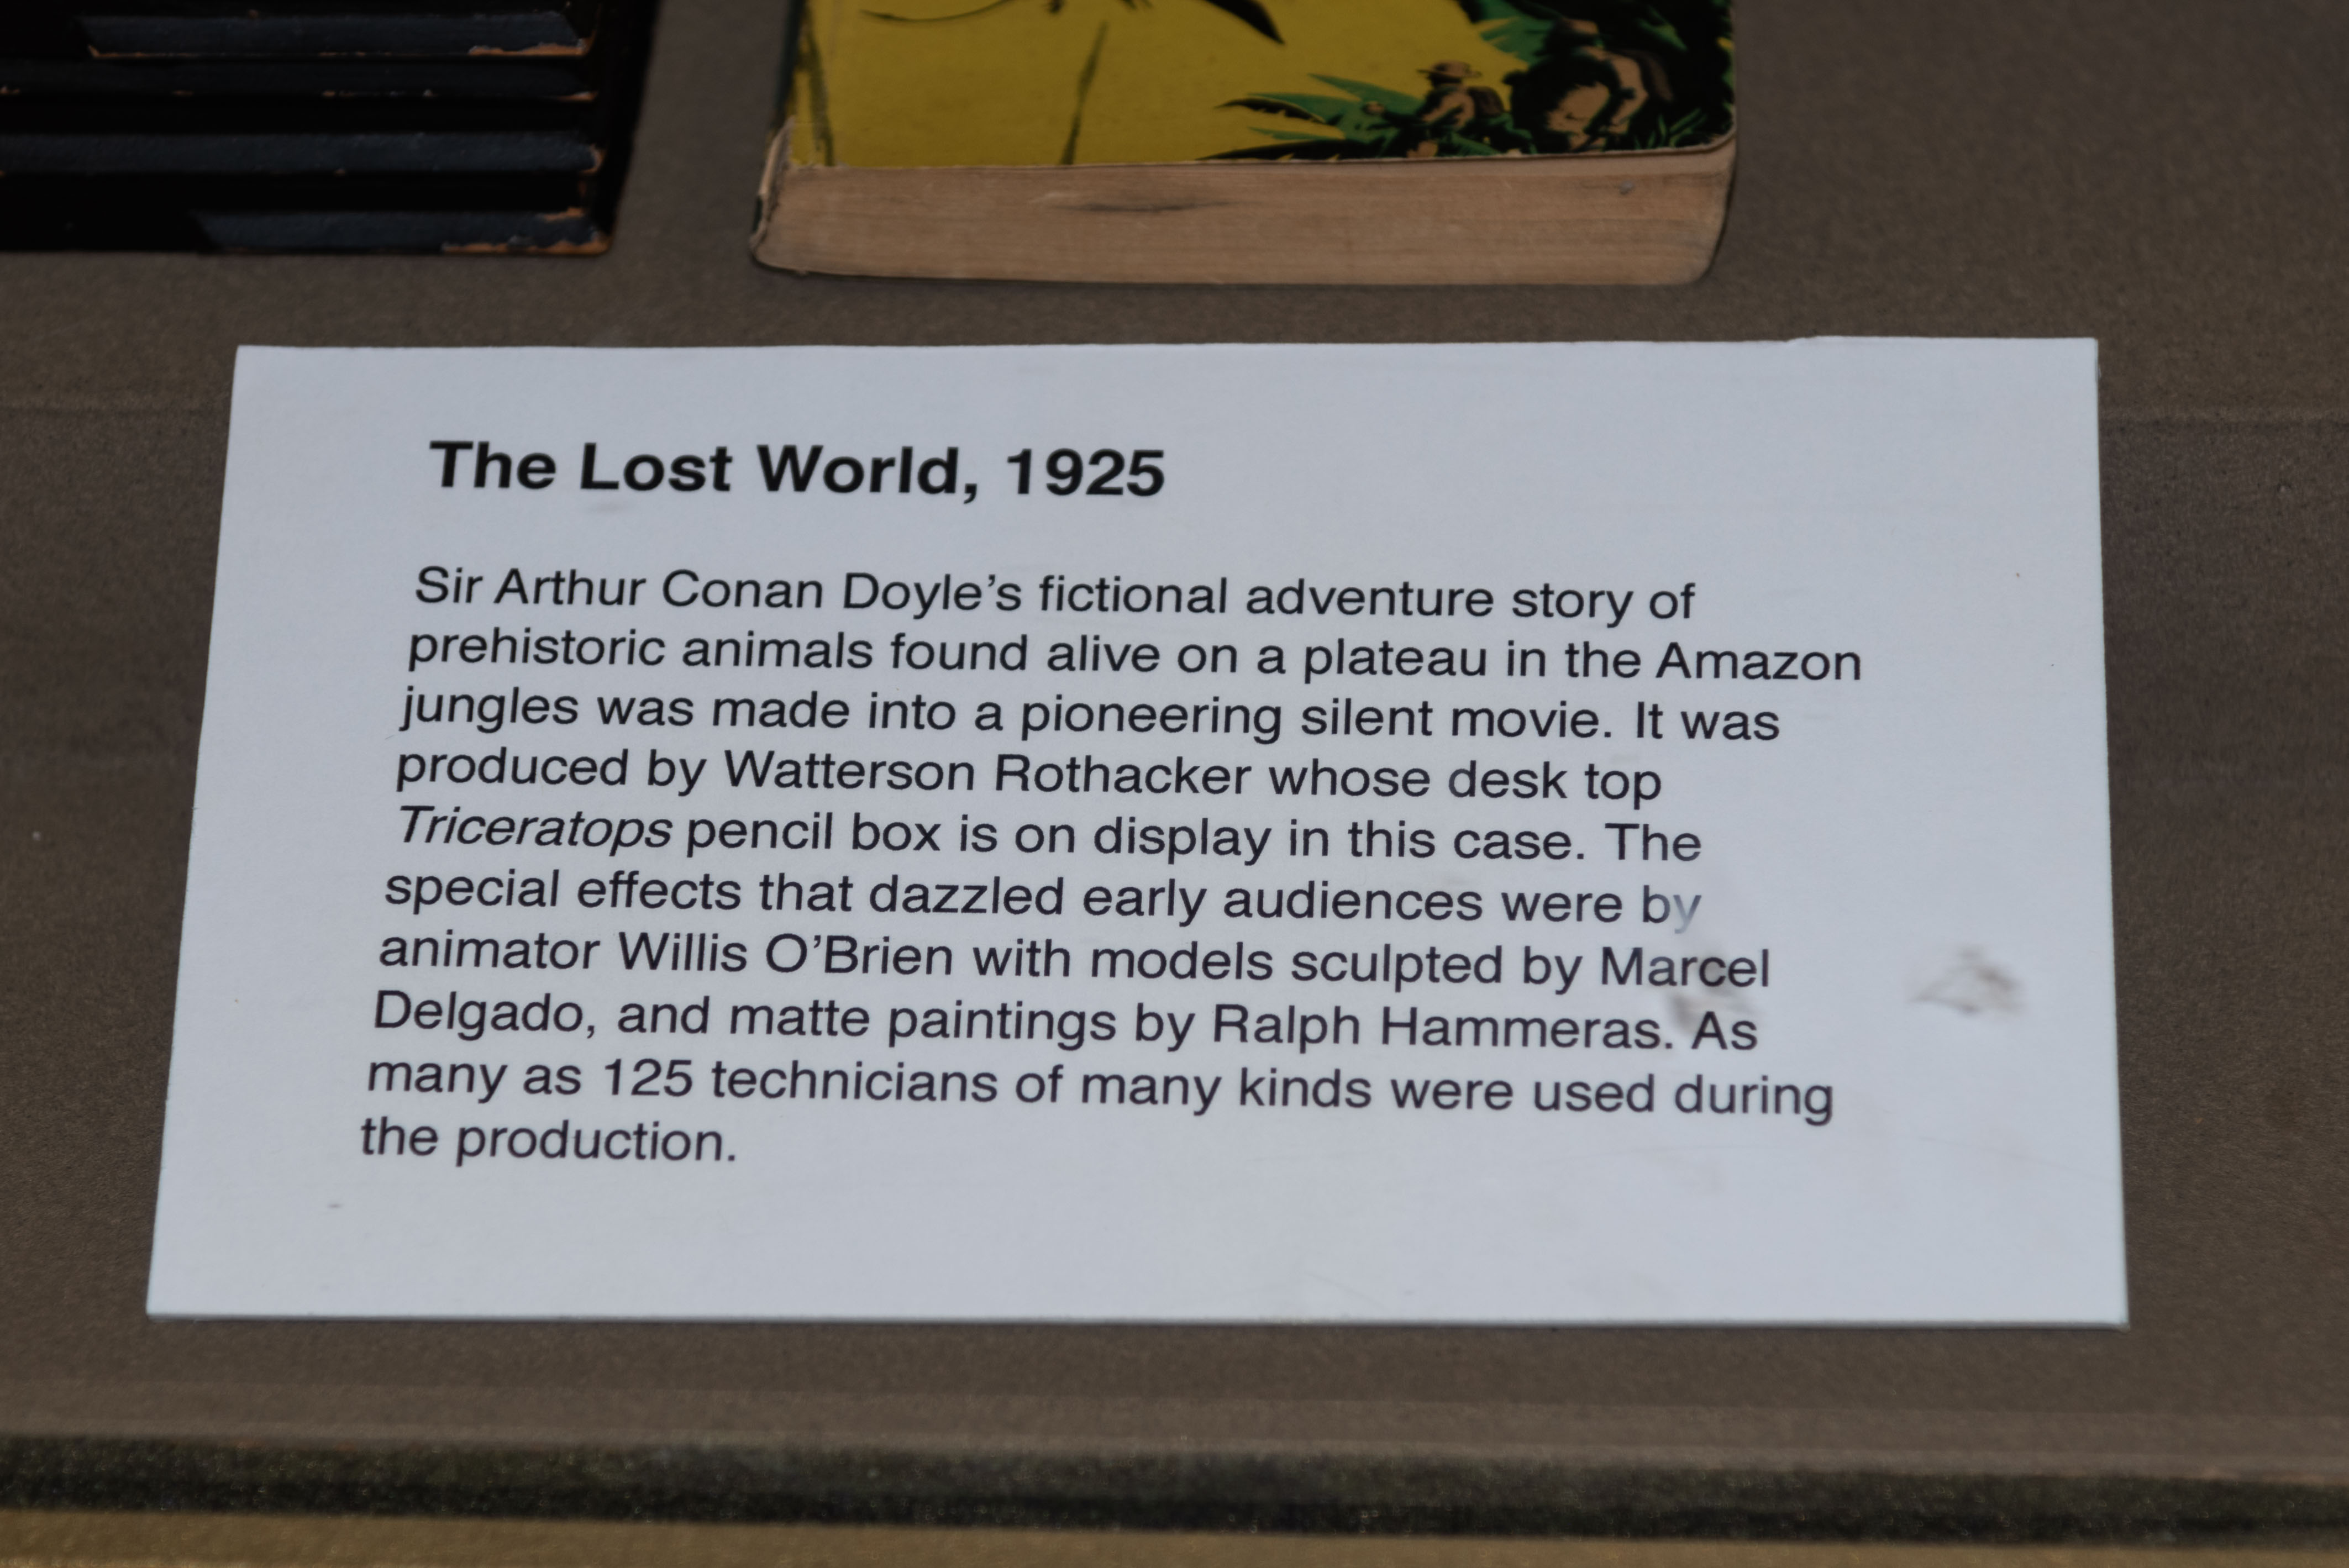 The Lost World, 1925
Sir Arthur Conan Doyle’s fictional adventure story of
prehistoric animals found alive on a plateau in the Amazon
jungles was made into a pioneering silent movie. It was
produced by Watterson Rothacker whose desk top
Triceratops pencil box is on display in this case. The
special effects that dazzled early audiences were by
animator Willis O’Brien with models sculpted by Marcel
Delgado, and matte paintings by Ralph Hammeras. As
many as 125 technicians of many kinds were used during
the production.